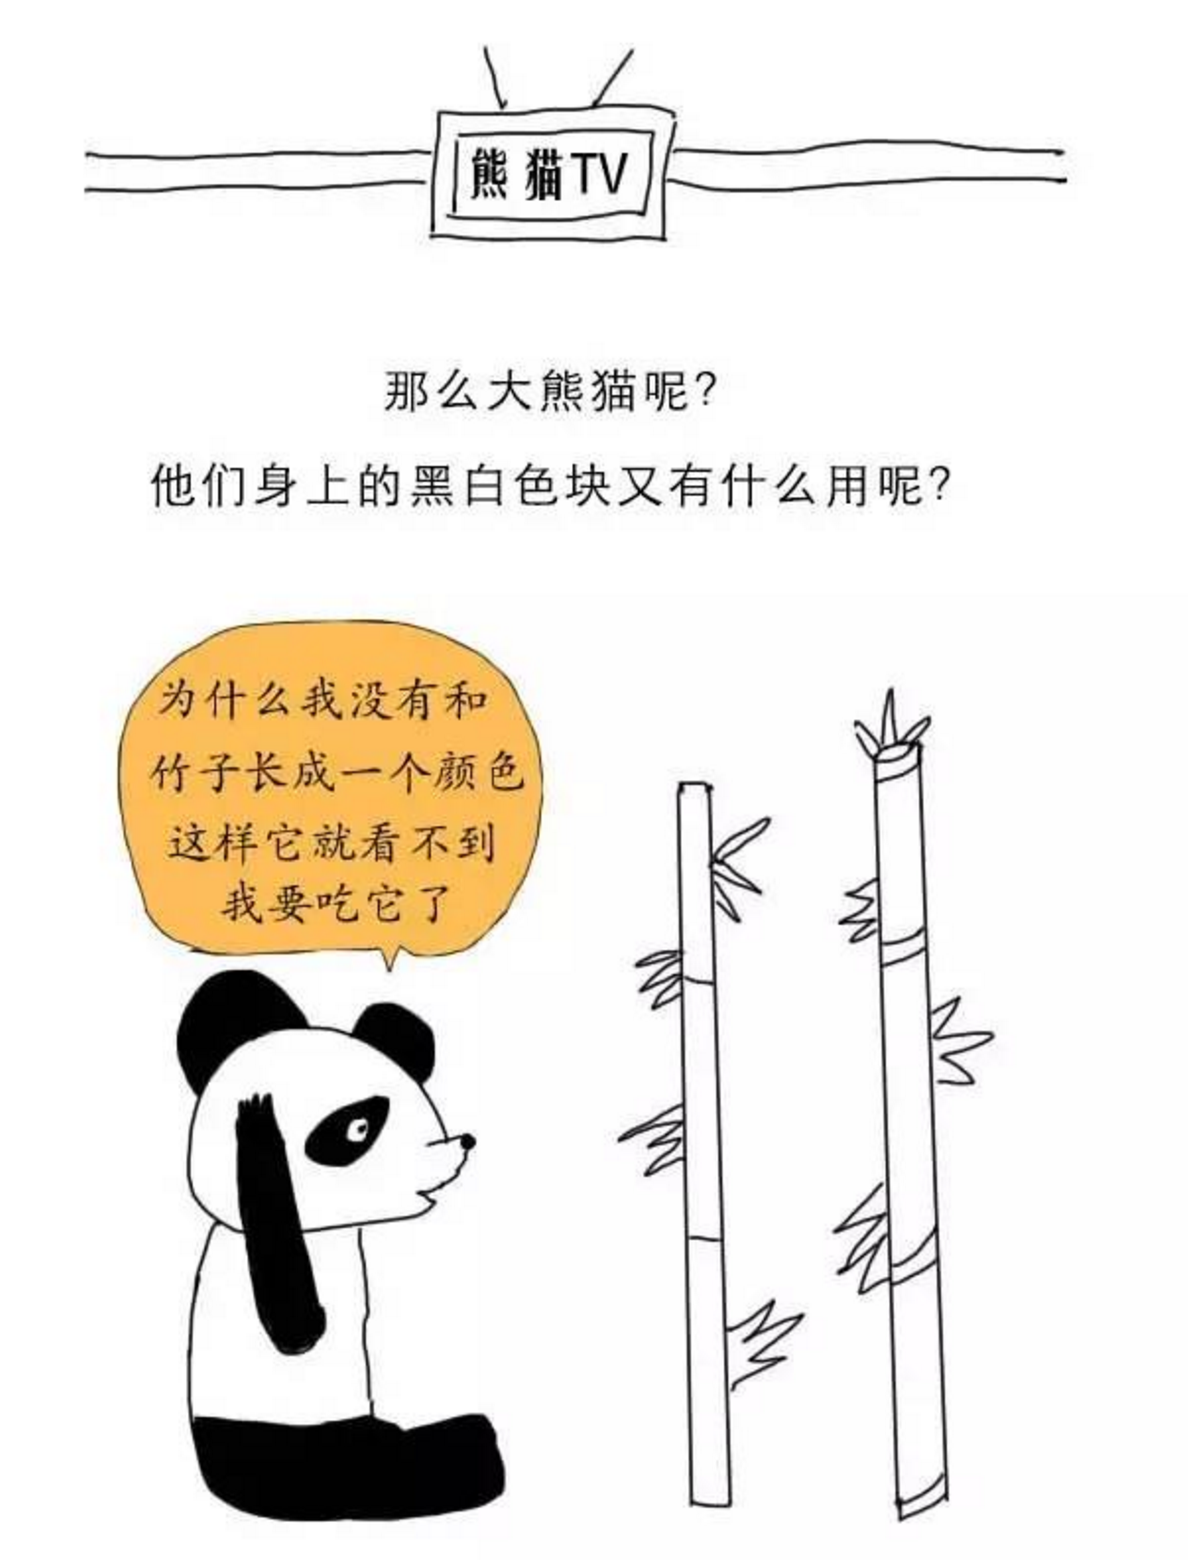 熊猫TV
那么大熊猫呢？
他们身上的黑白色块又有什么用呢？
为什么我没有和
竹子长成一个颜色
这样它就看不到
我要吃它了